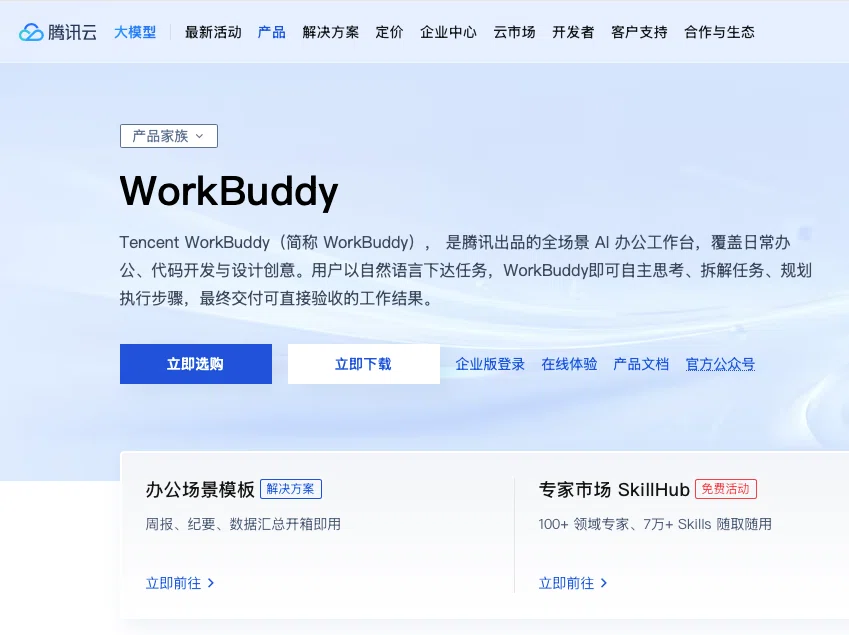 腾讯云 大模型 最新活动 产品 解决方案 定价 企业中心 云市场 开发者 客户支持 合作与生态
产品家族
WorkBuddy
Tencent WorkBuddy（简称 WorkBuddy）， 是腾讯出品的全场景 AI 办公工作台，覆盖日常办
公、代码开发与设计创意。用户以自然语言下达任务，WorkBuddy即可自主思考、拆解任务、规划
执行步骤，最终交付可直接验收的工作结果。
立即选购 立即下载 企业版登录 在线体验 产品文档 官方公众号
办公场景模板 解决方案
周报、纪要、数据汇总开箱即用
立即前往
专家市场 SkillHub 免费活动
100+ 领域专家、7万+ Skills 随取随用
立即前往